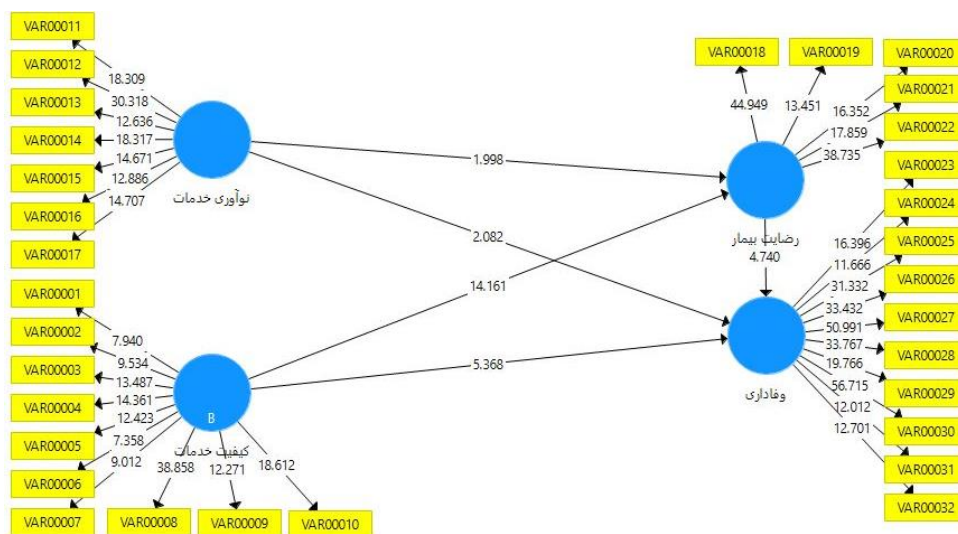 VAR00011
VAR00012
VAR00013
VAR00014
VAR00015
VAR00016
VAR00017
18.309
30.318
12.636
18.317
14.671
12.886
14.707
نوآوری خدمات
VAR00001
VAR00002
VAR00003
VAR00004
VAR00005
VAR00006
VAR00007
7.940
9.534
13.487
14.361
12.423
7.358
9.012
B
کیفیت خدمات
38.858
12.271
18.612
VAR00008
VAR00009
VAR00010
1.998
2.082
14.161
5.368
VAR00018
VAR00019
VAR00020
VAR00021
VAR00022
44.949
13.451
16.352
17.859
38.735
رضایت بیمار
4.740
VAR00023
VAR00024
VAR00025
VAR00026
VAR00027
VAR00028
VAR00029
VAR00030
VAR00031
VAR00032
16.396
11.666
31.332
33.432
50.991
33.767
19.766
56.715
12.012
12.701
وفاداری